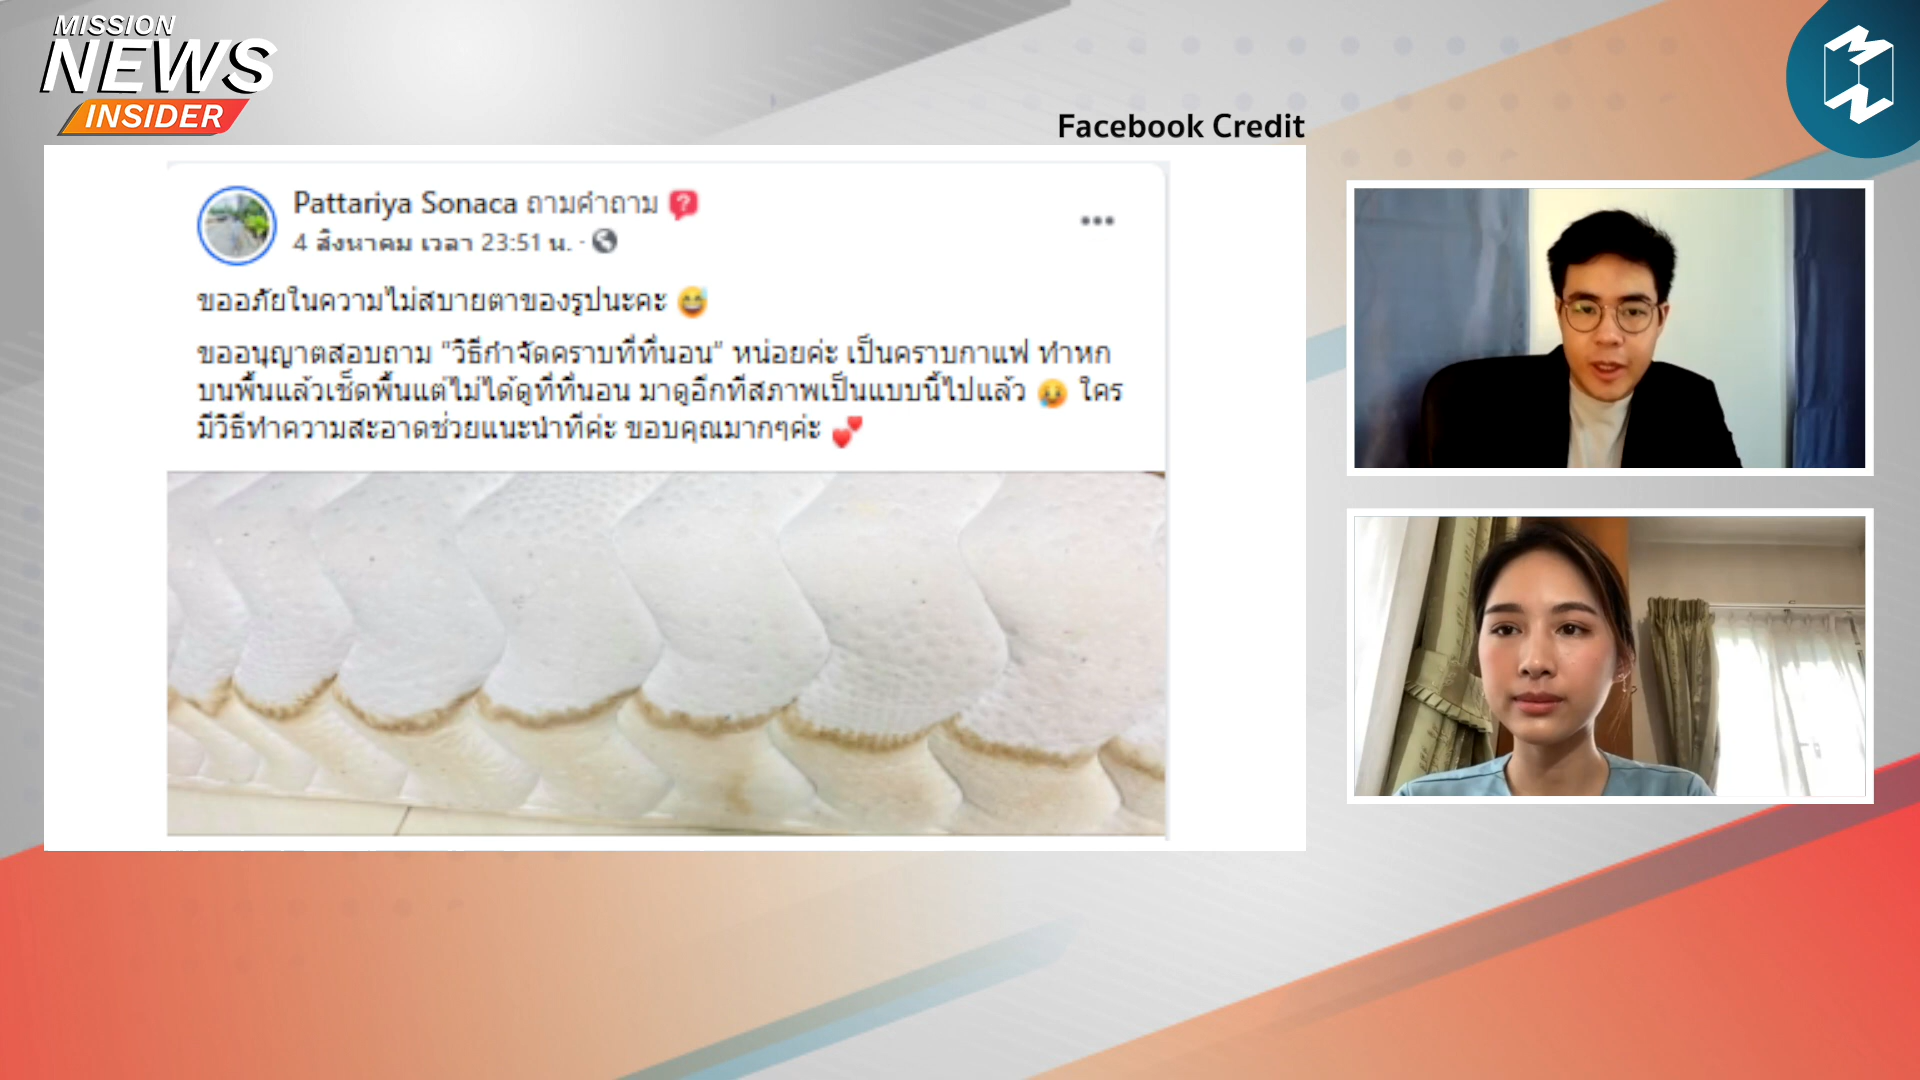 MISSION
NEWS
INSIDER
Facebook Credit
Pattariya Sonaca ถามคำถาม
4 สิงหาคม เวลา 23:51 น. ·
ขออภัยในความไม่สบายตาของรูปนะคะ 😅
ขออนุญาตสอบถาม "วิธีกำจัดคราบที่ที่นอน" หน่อยค่ะ เป็นคราบกาแฟ ทำหก
บนพื้นแล้วเช็ดพื้นแต่ไม่ได้ดูที่ที่นอน มาดูอีกทีสภาพเป็นแบบนี้ไปแล้ว 😥 ใคร
มีวิธีทำความสะอาดช่วยแนะนำทีค่ะ ขอบคุณมากๆค่ะ 💕